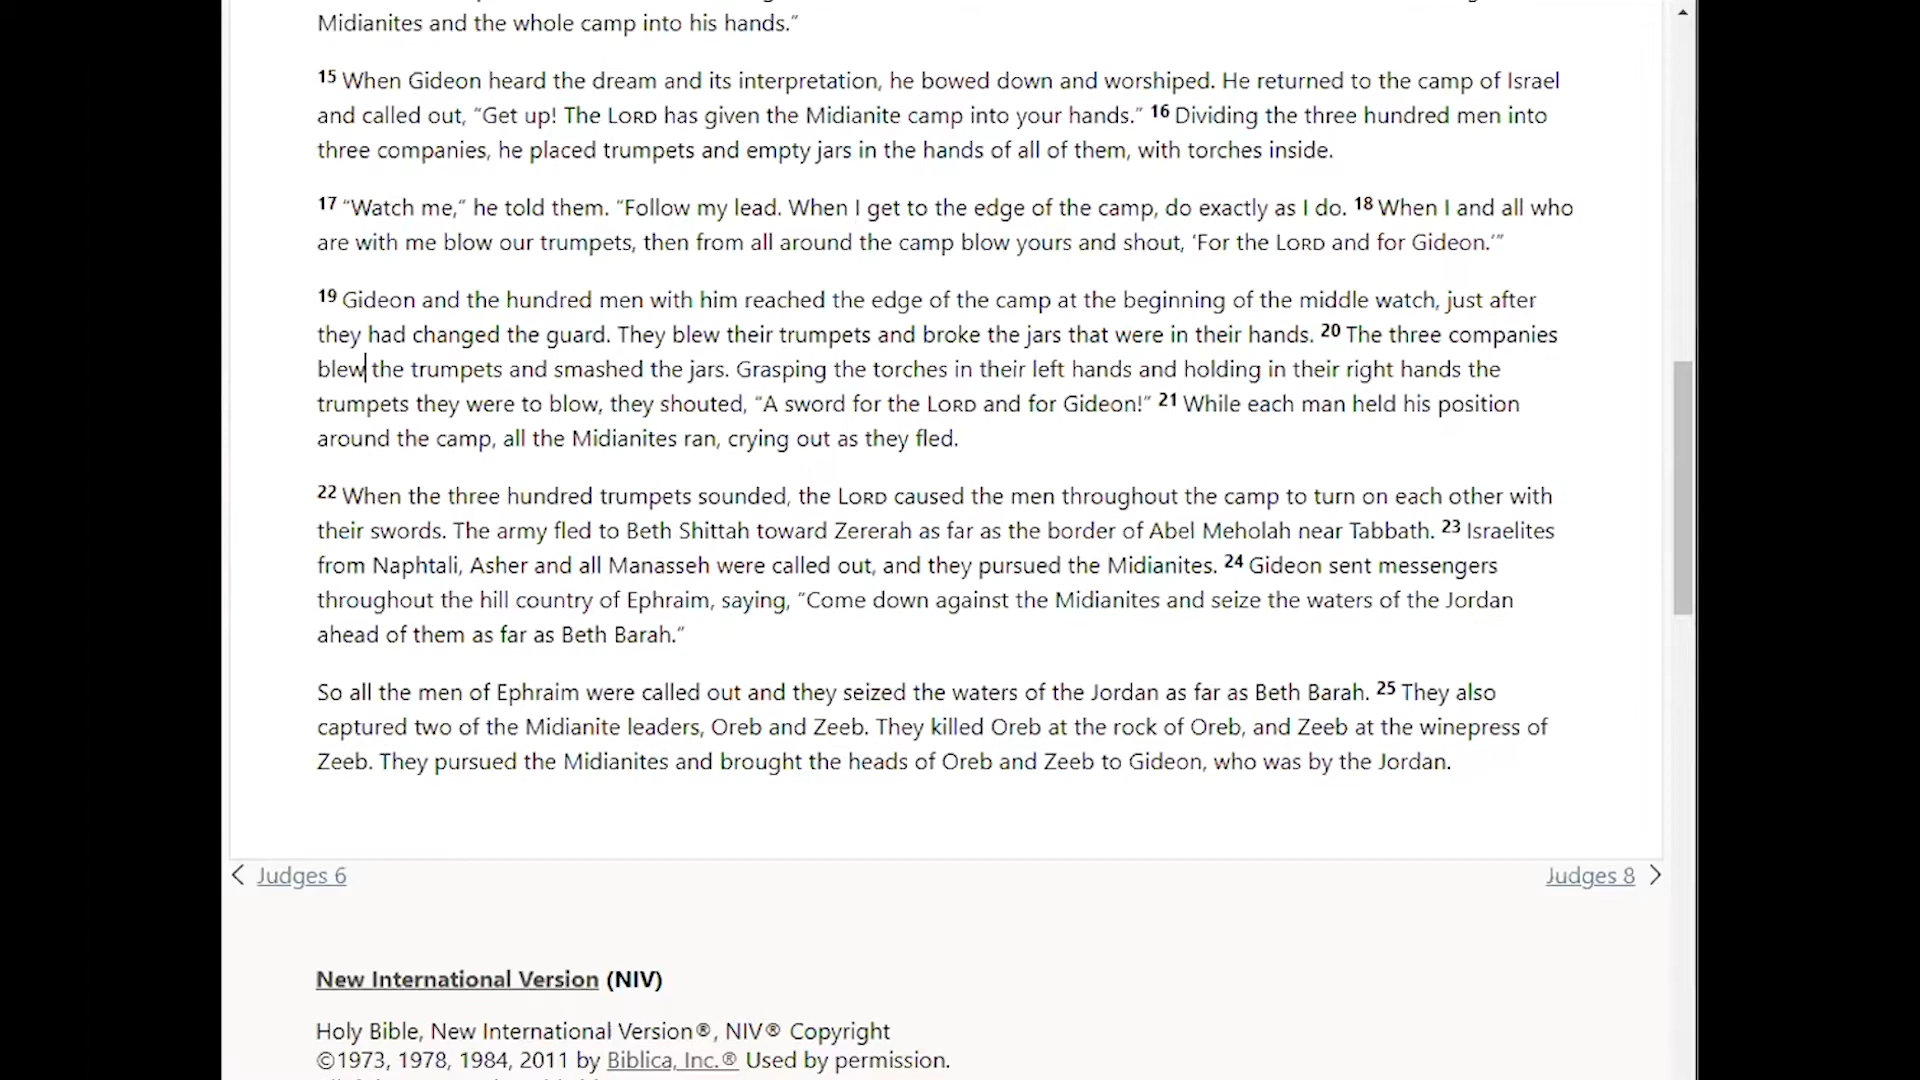 Midianites and the whole camp into his hands.”
15 When Gideon heard the dream and its interpretation, he bowed down and worshiped. He returned to the camp of Israel
and called out, “Get up! The LORD has given the Midianite camp into your hands.” 16 Dividing the three hundred men into
three companies, he placed trumpets and empty jars in the hands of all of them, with torches inside.
17 “Watch me,” he told them. “Follow my lead. When I get to the edge of the camp, do exactly as I do. 18 When I and all who
are with me blow our trumpets, then from all around the camp blow yours and shout, ‘For the LORD and for Gideon.’”
19 Gideon and the hundred men with him reached the edge of the camp at the beginning of the middle watch, just after
they had changed the guard. They blew their trumpets and broke the jars that were in their hands. 20 The three companies
blew the trumpets and smashed the jars. Grasping the torches in their left hands and holding in their right hands the
trumpets they were to blow, they shouted, “A sword for the LORD and for Gideon!” 21 While each man held his position
around the camp, all the Midianites ran, crying out as they fled.
22 When the three hundred trumpets sounded, the LORD caused the men throughout the camp to turn on each other with
their swords. The army fled to Beth Shittah toward Zererah as far as the border of Abel Meholah near Tabbath. 23 Israelites
from Naphtali, Asher and all Manasseh were called out, and they pursued the Midianites. 24 Gideon sent messengers
throughout the hill country of Ephraim, saying, “Come down against the Midianites and seize the waters of the Jordan
ahead of them as far as Beth Barah.”
So all the men of Ephraim were called out and they seized the waters of the Jordan as far as Beth Barah. 25 They also
captured two of the Midianite leaders, Oreb and Zeeb. They killed Oreb at the rock of Oreb, and Zeeb at the winepress of
Zeeb. They pursued the Midianites and brought the heads of Oreb and Zeeb to Gideon, who was by the Jordan.
Judges 6
Judges 8
New International Version (NIV)
Holy Bible, New International Version®, NIV® Copyright
©1973, 1978, 1984, 2011 by Biblica, Inc.® Used by permission.